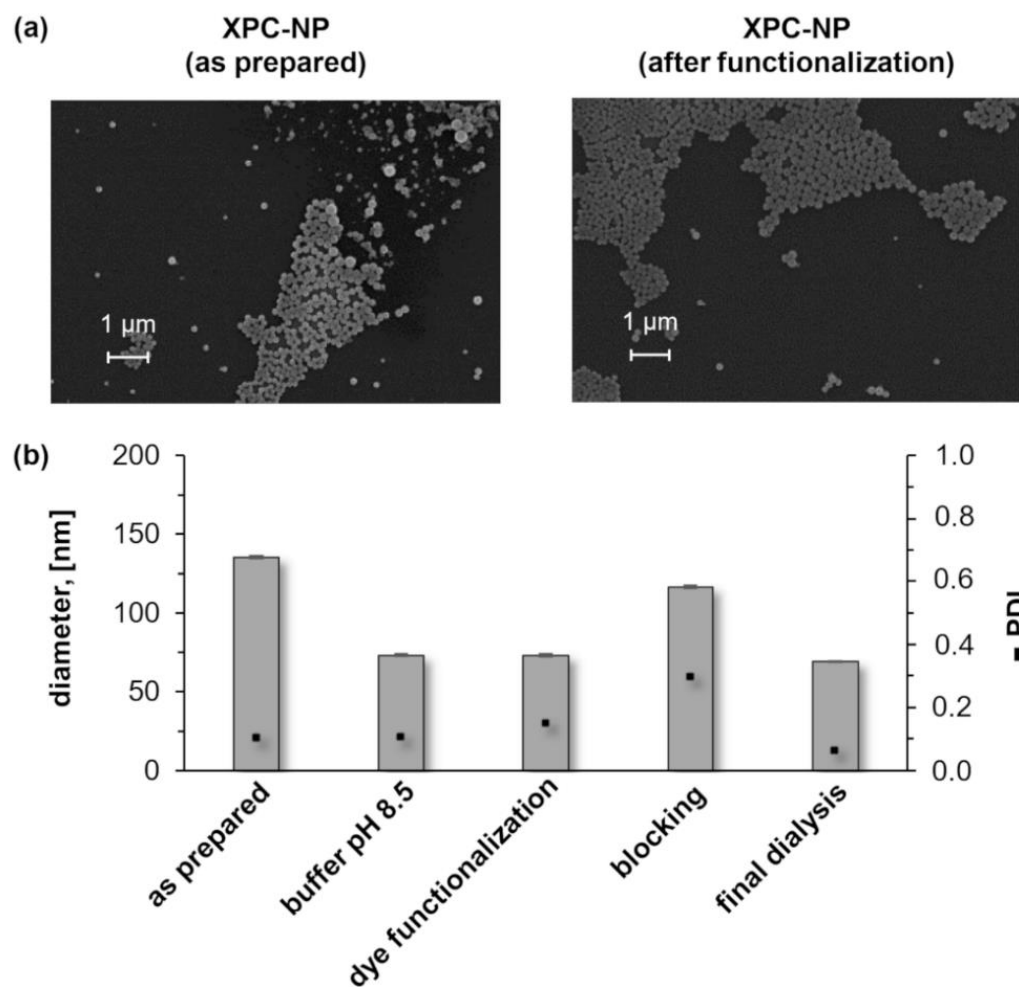 (a)
XPC-NP
(as prepared)
XPC-NP
(after functionalization)
1 µm
1 µm
(b)
200
150
100
50
0
diameter, [nm]
1.0
0.8
0.6
0.4
0.2
0.0
■ PDI
as prepared
buffer pH 8.5
dye functionalization
blocking
final dialysis